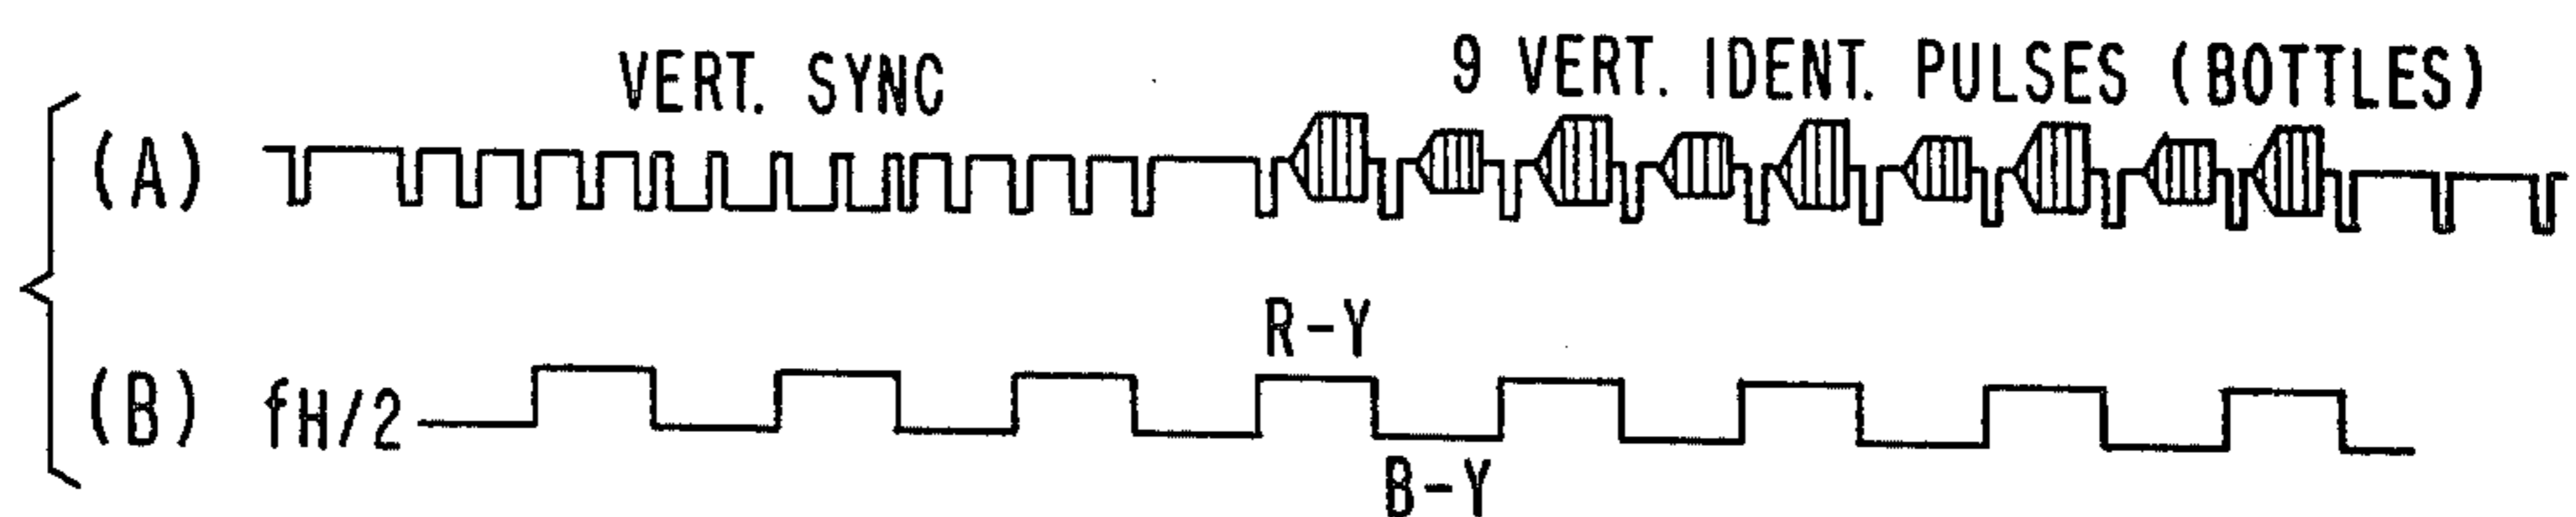 VERT. SYNC
9 VERT. IDENT. PULSES (BOTTLES)
(A)
R-Y
(B) fH/2
B-Y